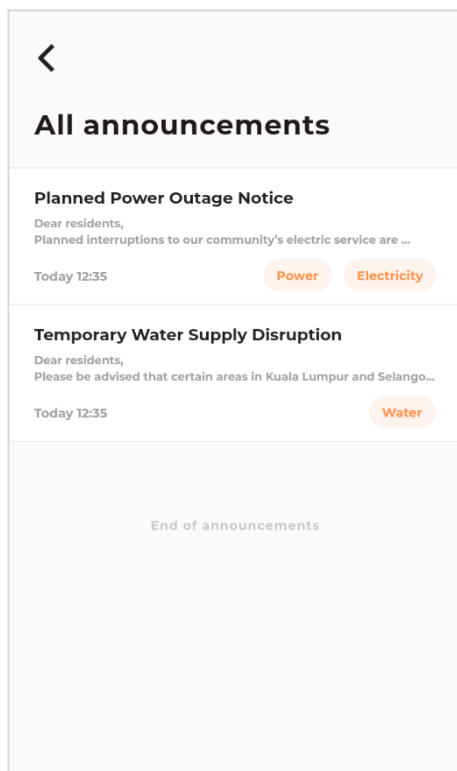 All announcements
Planned Power Outage Notice
Dear residents,
Planned interruptions to our community’s electric service are ...
Today 12:35
Power
Electricity
Temporary Water Supply Disruption
Dear residents,
Please be advised that certain areas in Kuala Lumpur and Selango...
Today 12:35
Water
End of announcements